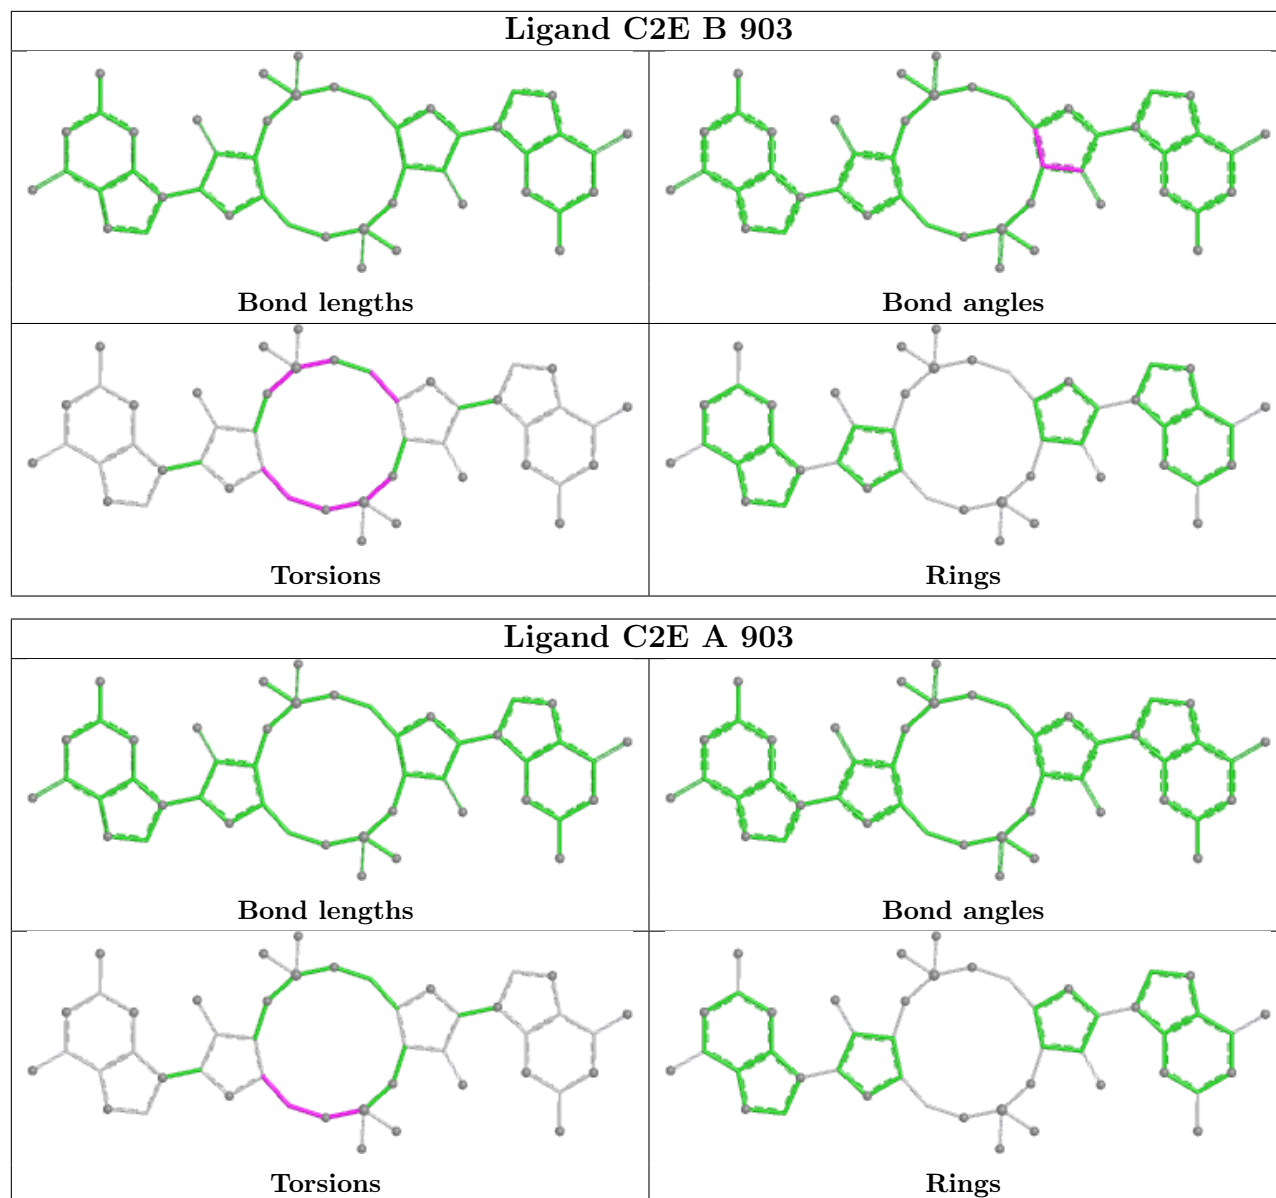 Ligand C2E B 903
Bond lengths
Bond angles
Torsions
Rings
Ligand C2E A 903
Bond lengths
Bond angles
Torsions
Rings